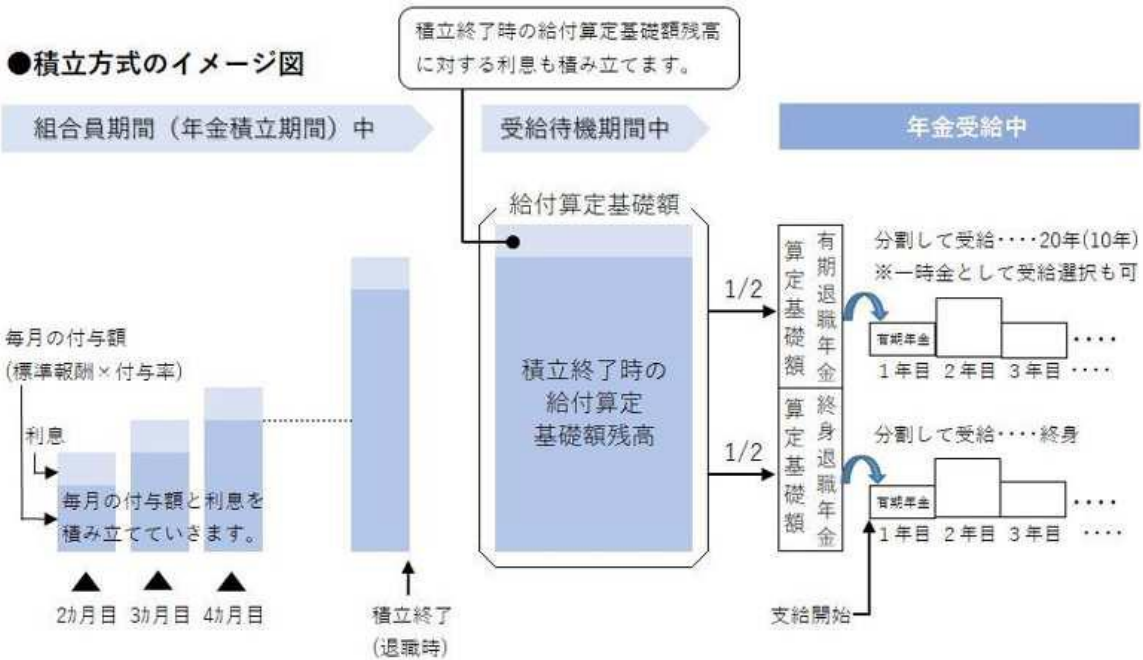 ●積立方式のイメージ図
積立終了時の給付算定基礎額残高
に対する利息も積み立てます。
組合員期間（年金積立期間）中
受給待機期間中
年金受給中
毎月の付与額
(標準報酬×付与率)
利息
毎月の付与額と利息を
積み立てていきます。
2ｶ月目
3ｶ月目
4ｶ月目
積立終了
(退職時)
給付算定基礎額
積立終了時の
給付算定
基礎額残高
1/2
1/2
有期退職年金
算定基礎額
終身退職年金
算定基礎額
分割して受給････20年(10年)
※一時金として受給選択も可
有期年金
････
1年目 2年目 3年目 ････
分割して受給････終身
有期年金
････
1年目 2年目 3年目 ････
支給開始